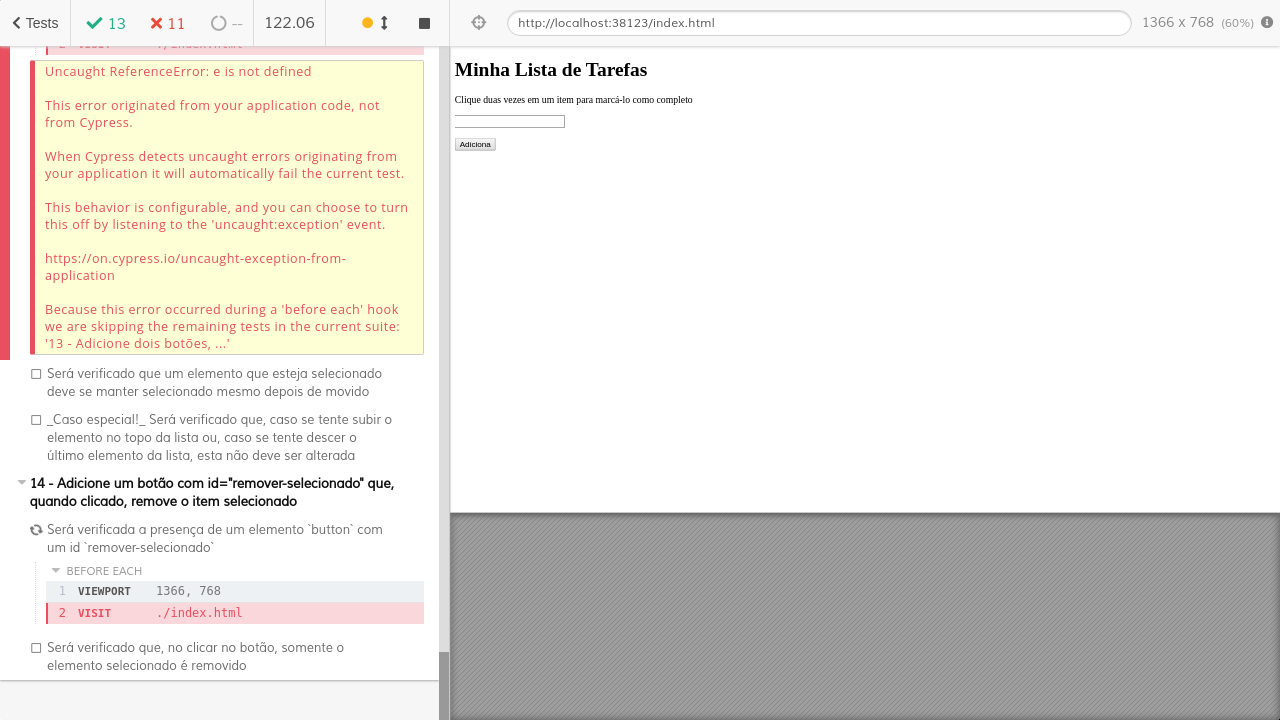 Tests
13
11
--
122.06
http://localhost:38123/index.html
1366 x 768 (60%)
2 VISIT ./index.html
Uncaught ReferenceError: e is not defined
This error originated from your application code, not
from Cypress.
When Cypress detects uncaught errors originating from
your application it will automatically fail the current test.
This behavior is configurable, and you can choose to turn
this off by listening to the 'uncaught:exception' event.
https://on.cypress.io/uncaught-exception-from-
application
Because this error occurred during a 'before each' hook
we are skipping the remaining tests in the current suite:
'13 - Adicione dois botões, ...'
Será verificado que um elemento que esteja selecionado
deve se manter selecionado mesmo depois de movido
_Caso especial!_ Será verificado que, caso se tente subir o
elemento no topo da lista ou, caso se tente descer o
último elemento da lista, esta não deve ser alterada
14 - Adicione um botão com id="remover-selecionado" que,
quando clicado, remove o item selecionado
Será verificada a presença de um elemento `button` com
um id `remover-selecionado`
BEFORE EACH
1 VIEWPORT 1366, 768
2 VISIT ./index.html
Será verificado que, no clicar no botão, somente o
elemento selecionado é removido
Minha Lista de Tarefas
Clique duas vezes em um item para marcá-lo como completo
Adiciona